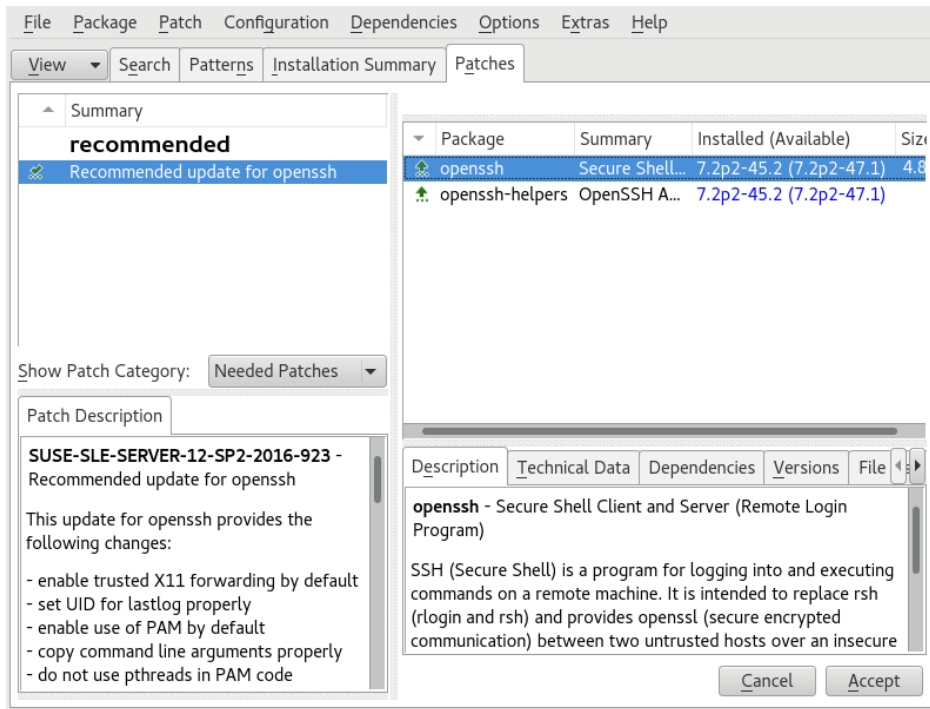 File Package Patch Configuration Dependencies Options Extras Help
View Search Patterns Installation Summary Patches
Summary
recommended
Recommended update for openssh
Show Patch Category: Needed Patches
Patch Description
SUSE-SLE-SERVER-12-SP2-2016-923 -
Recommended update for openssh
This update for openssh provides the
following changes:
- enable trusted X11 forwarding by default
- set UID for lastlog properly
- enable use of PAM by default
- copy command line arguments properly
- do not use pthreads in PAM code
Package Summary Installed (Available) Size
openssh Secure Shell... 7.2p2-45.2 (7.2p2-47.1) 4.8
openssh-helpers OpenSSH A... 7.2p2-45.2 (7.2p2-47.1)
Description Technical Data Dependencies Versions File
openssh - Secure Shell Client and Server (Remote Login
Program)
SSH (Secure Shell) is a program for logging into and executing
commands on a remote machine. It is intended to replace rsh
(rlogin and rsh) and provides openssl (secure encrypted
communication) between two untrusted hosts over an insecure
Cancel Accept